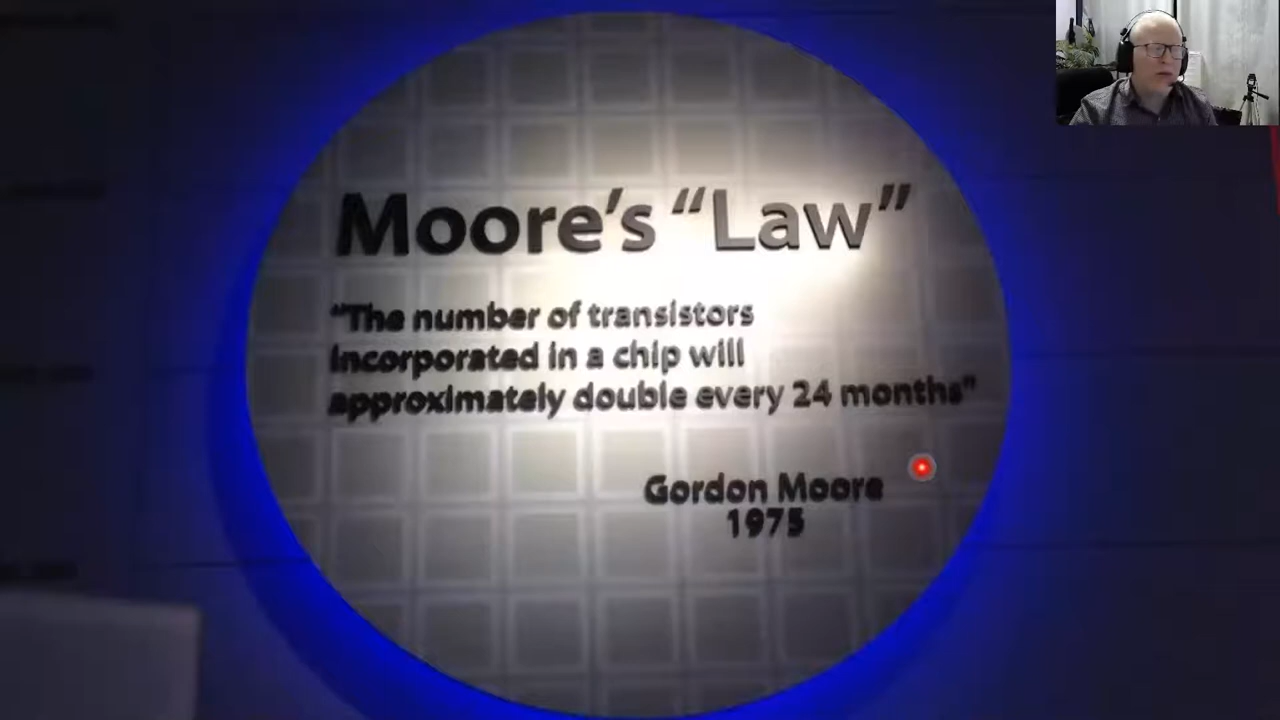 Moore's “Law”
“The number of transistors
incorporated in a chip will
approximately double every 24 months”
Gordon Moore
1975